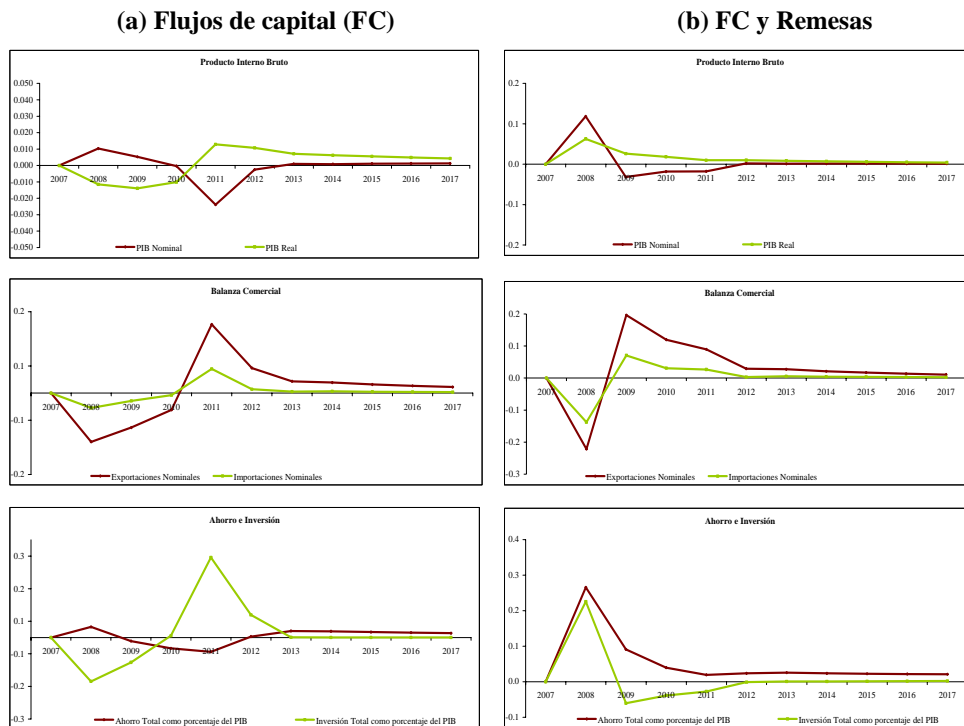 (a) Flujos de capital (FC)
(b) FC y Remesas
Producto Interno Bruto
0.050
0.040
0.030
0.020
0.010
0.000
-0.010
-0.020
-0.030
-0.040
-0.050
2007 2008 2009 2010 2011 2012 2013 2014 2015 2016 2017
PIB Nominal PIB Real
Producto Interno Bruto
0.2
0.1
0.0
-0.1
-0.2
2007 2008 2009 2010 2011 2012 2013 2014 2015 2016 2017
PIB Nominal PIB Real
Balanza Comercial
0.2
0.1
-0.1
-0.2
2007 2008 2009 2010 2011 2012 2013 2014 2015 2016 2017
Exportaciones Nominales Importaciones Nominales
Balanza Comercial
0.2
0.1
0.0
-0.1
-0.2
-0.3
2007 2008 2009 2010 2011 2012 2013 2014 2015 2016 2017
Exportaciones Nominales Importaciones Nominales
Ahorro e Inversión
0.3
0.2
0.1
-0.1
-0.2
-0.3
2007 2008 2009 2010 2011 2012 2013 2014 2015 2016 2017
Ahorro Total como porcentaje del PIB Inversión Total como porcentaje del PIB
Ahorro e Inversión
0.4
0.3
0.2
0.1
0.0
-0.1
2007 2008 2009 2010 2011 2012 2013 2014 2015 2016 2017
Ahorro Total como porcentaje del PIB Inversión Total como porcentaje del PIB